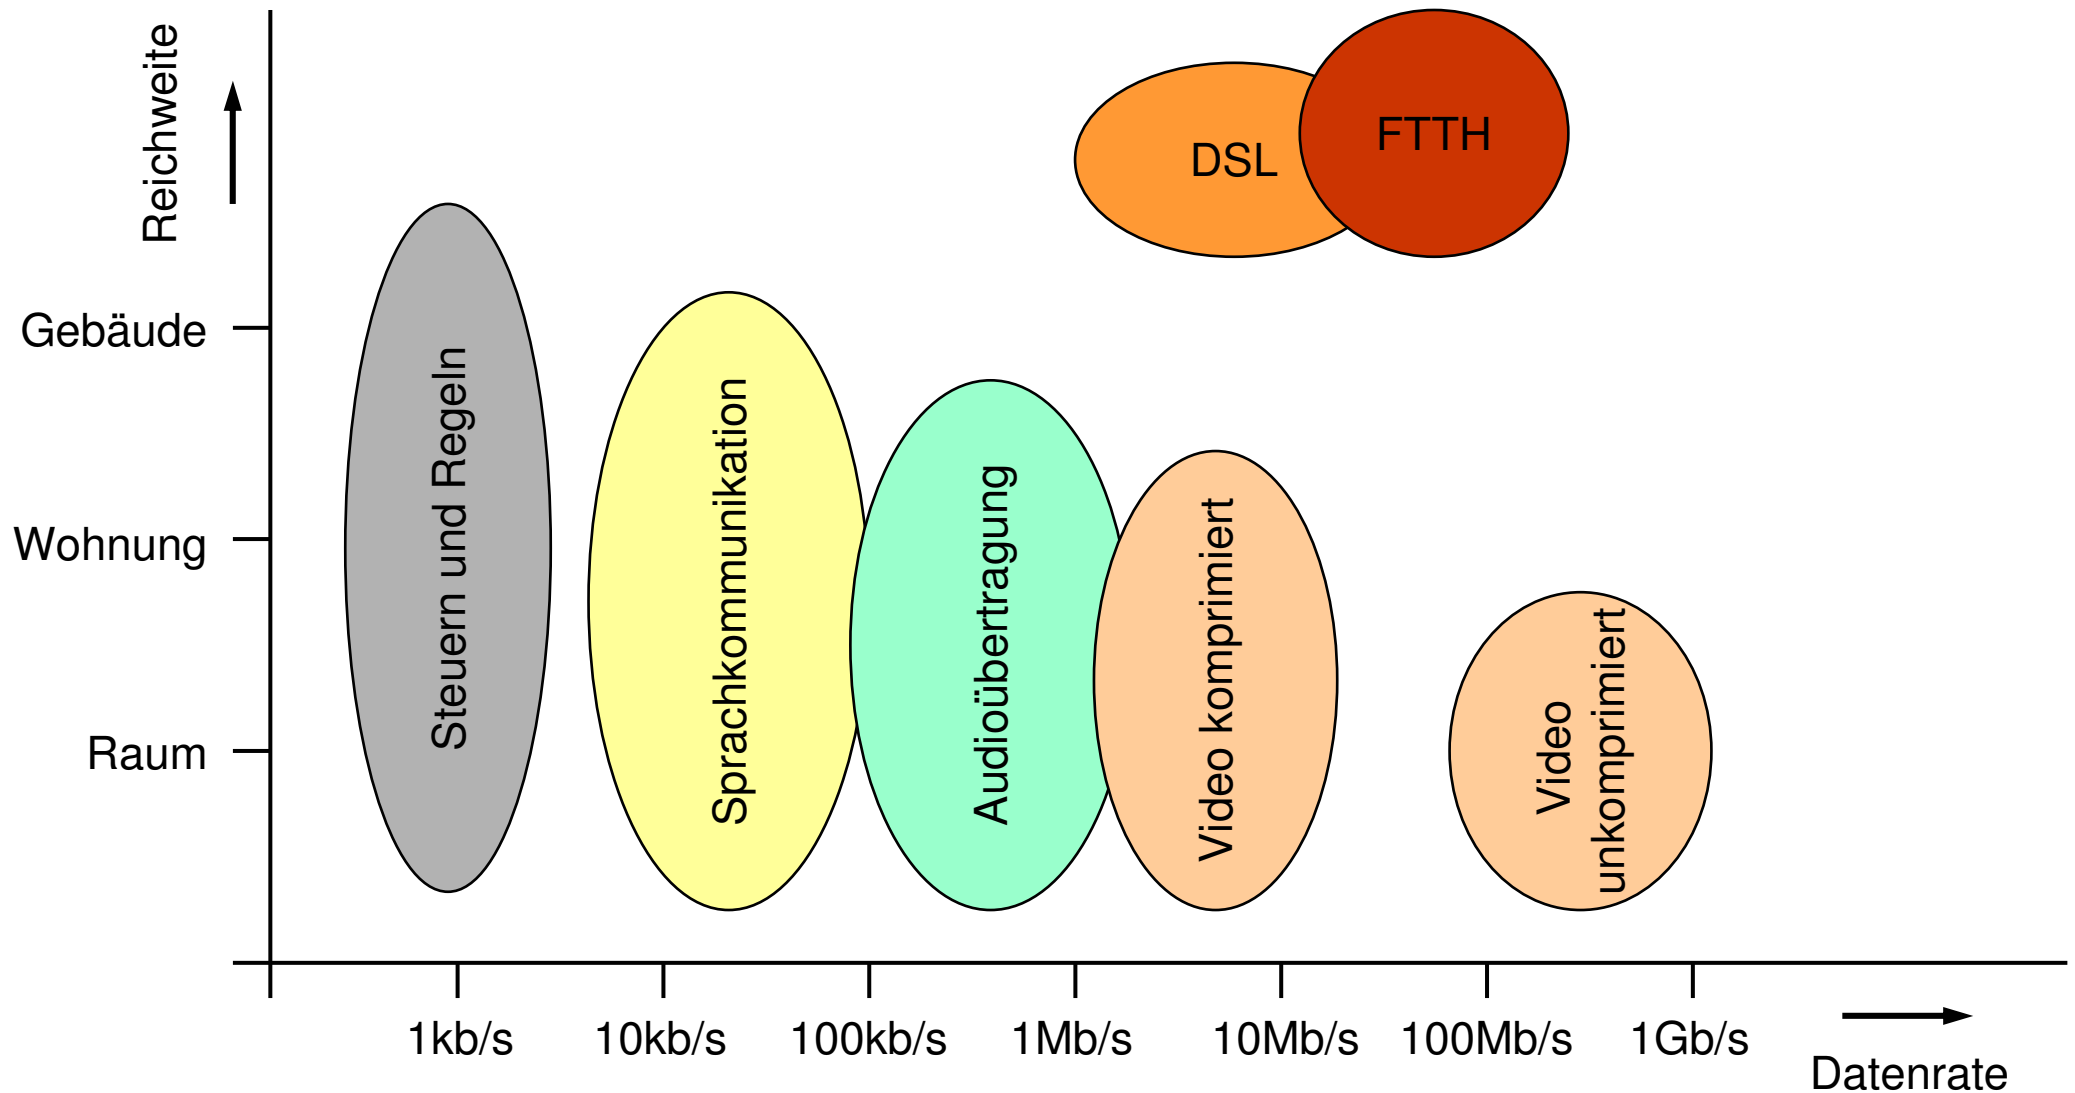 Reichweite
Gebäude
Wohnung
Raum
Steuern und Regeln
Sprachkommunikation
Audioübertragung
Video komprimiert
Video
unkomprimiert
DSL
FTTH
1kb/s
10kb/s
100kb/s
1Mb/s
10Mb/s
100Mb/s
1Gb/s
Datenrate